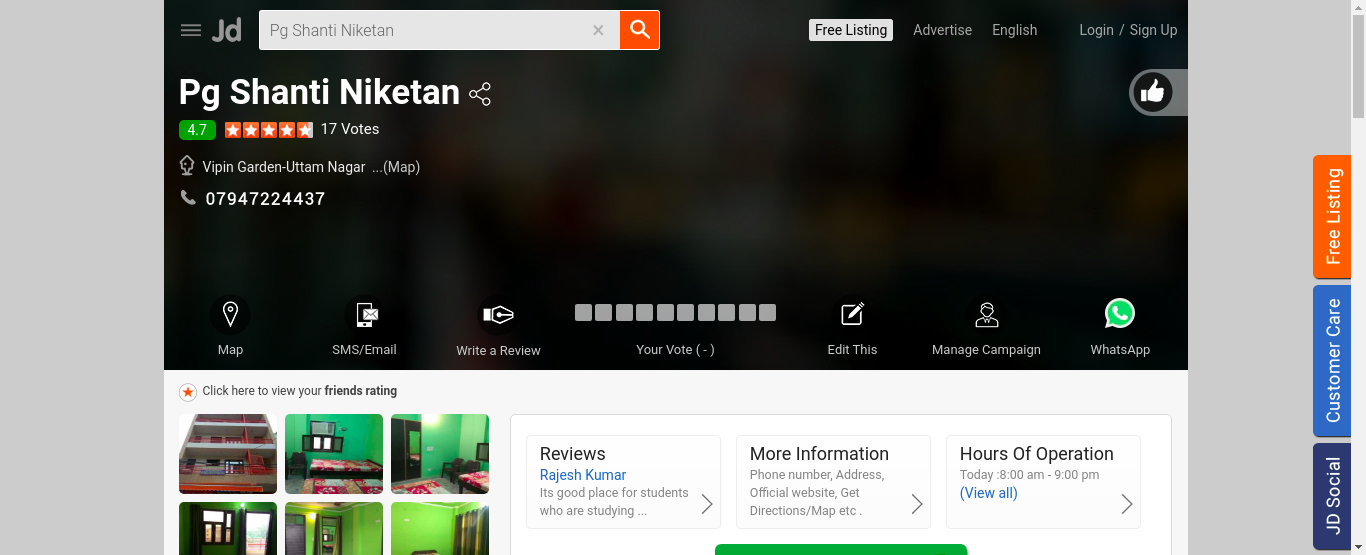 Jd
Pg Shanti Niketan
Free Listing
Advertise
English
Login / Sign Up
Pg Shanti Niketan
4.7
17 Votes
Vipin Garden-Uttam Nagar ...(Map)
07947224437
Map
SMS/Email
Write a Review
Your Vote ( - )
Edit This
Manage Campaign
WhatsApp
Click here to view your friends rating
Reviews
Rajesh Kumar
Its good place for students
who are studying ...
More Information
Phone number, Address,
Official website, Get
Directions/Map etc .
Hours Of Operation
Today :8:00 am - 9:00 pm
(View all)
Free Listing
Customer Care
JD Social